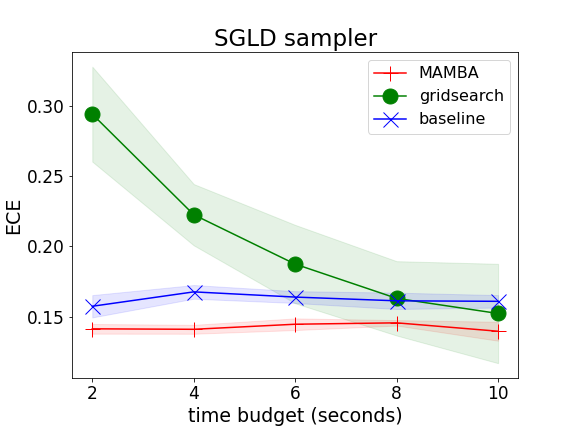 SGLD sampler
MAMBA
gridsearch
baseline
ECE
0.30
0.25
0.20
0.15
2 4 6 8 10
time budget (seconds)